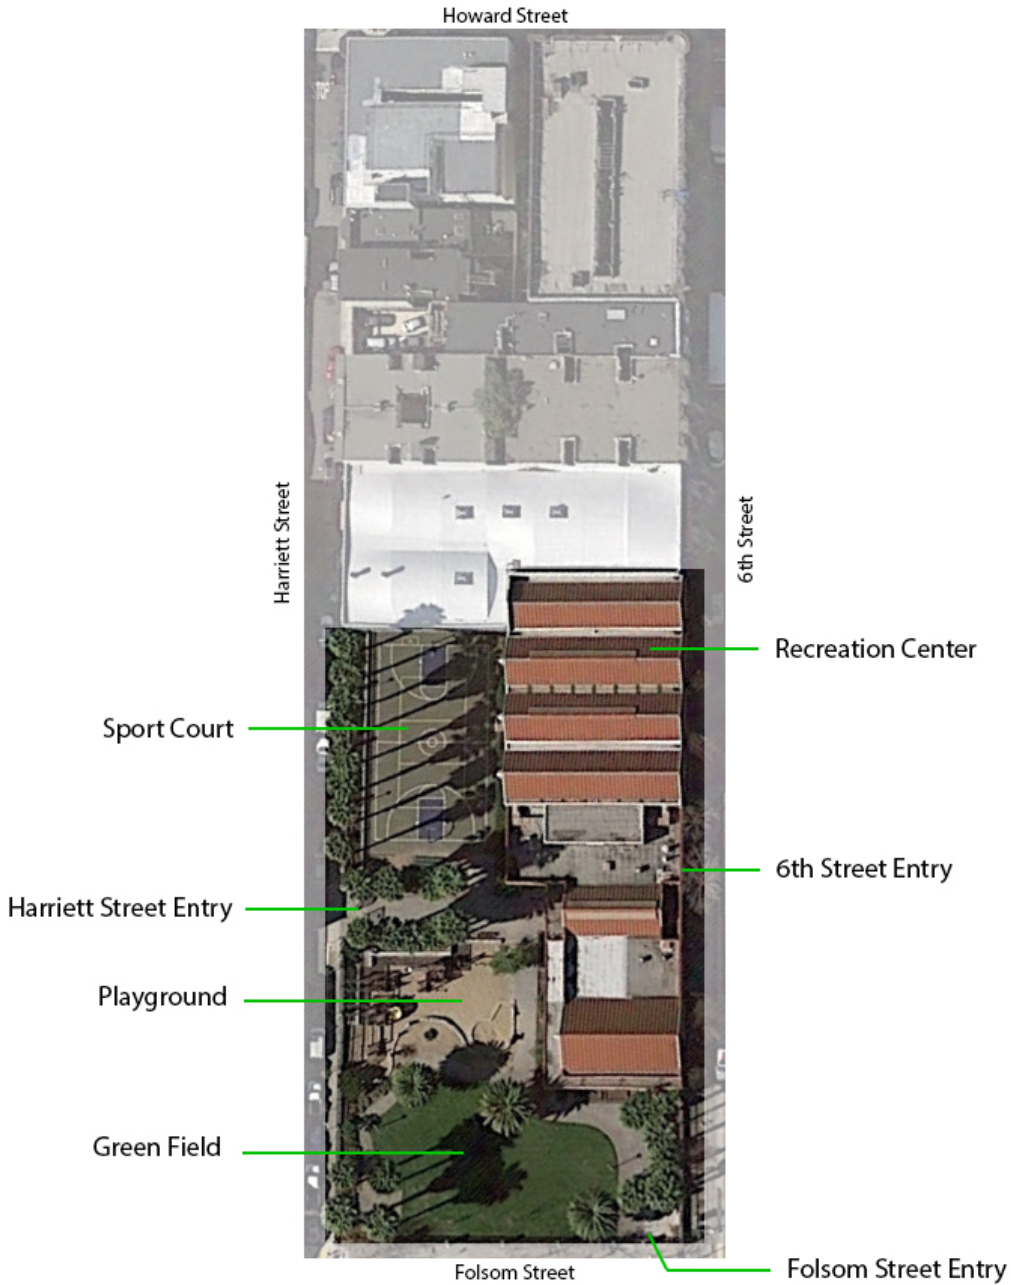 Howard Street
Harriett Street
6th Street
Recreation Center
Sport Court
6th Street Entry
Harriett Street Entry
Playground
Green Field
Folsom Street Entry
Folsom Street